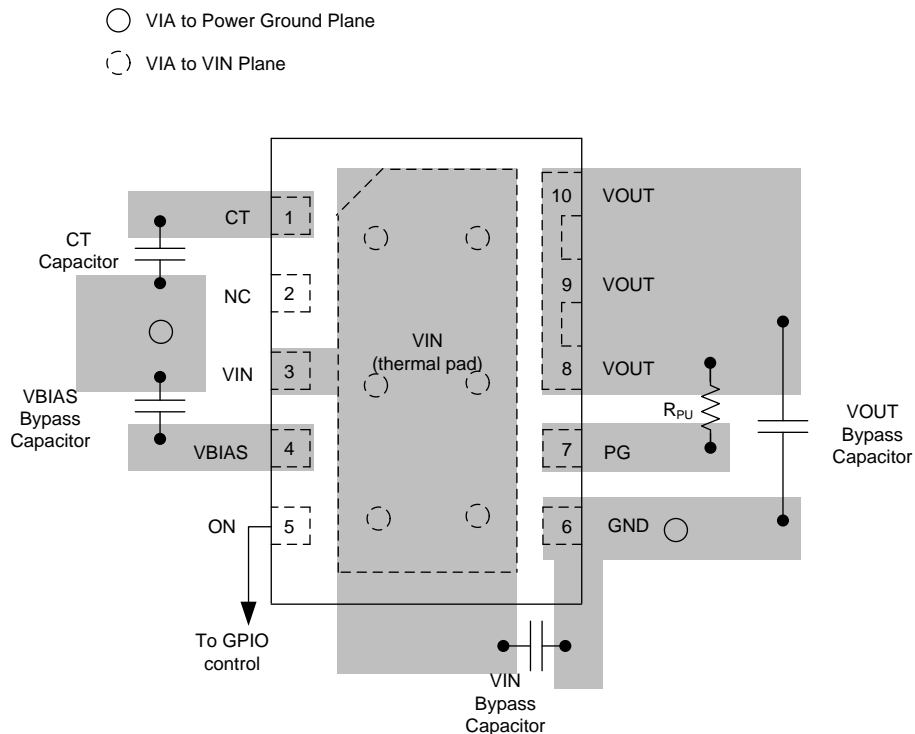 VIA to Power Ground Plane
VIA to VIN Plane
CT
1
10
VOUT
CT
Capacitor
NC
2
9
VOUT
VIN
(thermal pad)
VIN
3
8
VOUT
VBIAS
Bypass
Capacitor
RPU
VOUT
Bypass
Capacitor
VBIAS
4
7
PG
ON
5
6
GND
To GPIO
control
VIN
Bypass
Capacitor